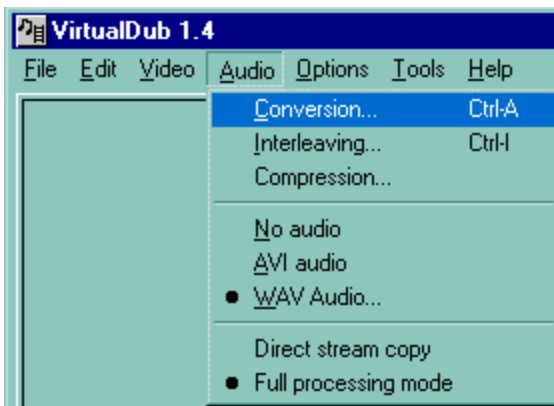 VirtualDub 1.4
File Edit Video Audio Options Tools Help
Conversion... Ctrl-A
Interleaving... Ctrl-I
Compression...
No audio
AVI audio
WAV Audio...
Direct stream copy
Full processing mode